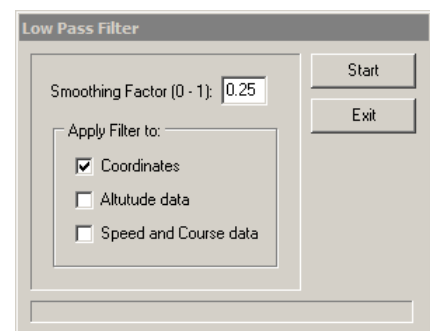 Low Pass Filter
Smoothing Factor (0 - 1): 0.25
Start
Exit
Apply Filter to:
Coordinates
Altutude data
Speed and Course data